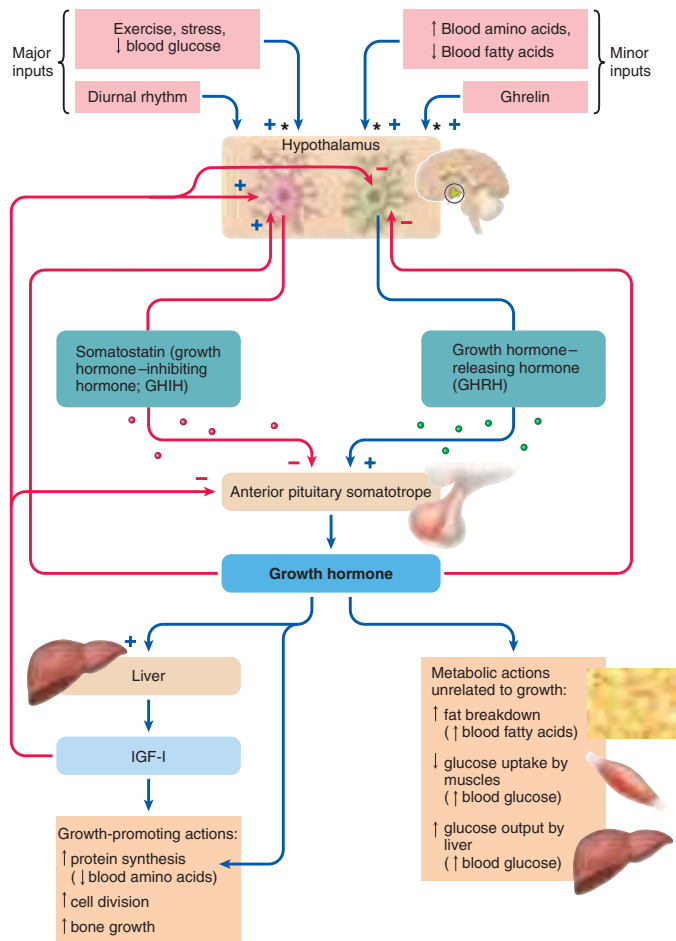 Major
inputs
Exercise, stress,
↓ blood glucose
Diurnal rhythm
↑ Blood amino acids,
↓ Blood fatty acids
Ghrelin
Minor
inputs
+ *
* +
* +
Hypothalamus
+
–
+
–
Somatostatin (growth
hormone–inhibiting
hormone; GHIH)
Growth hormone–
releasing hormone
(GHRH)
–
+
–
Anterior pituitary somatotrope
Growth hormone
+
Liver
IGF-I
Growth-promoting actions:
↑ protein synthesis
(↓ blood amino acids)
↑ cell division
↑ bone growth
Metabolic actions
unrelated to growth:
↑ fat breakdown
(↑ blood fatty acids)
↓ glucose uptake by
muscles
(↑ blood glucose)
↑ glucose output by
liver
(↑ blood glucose)